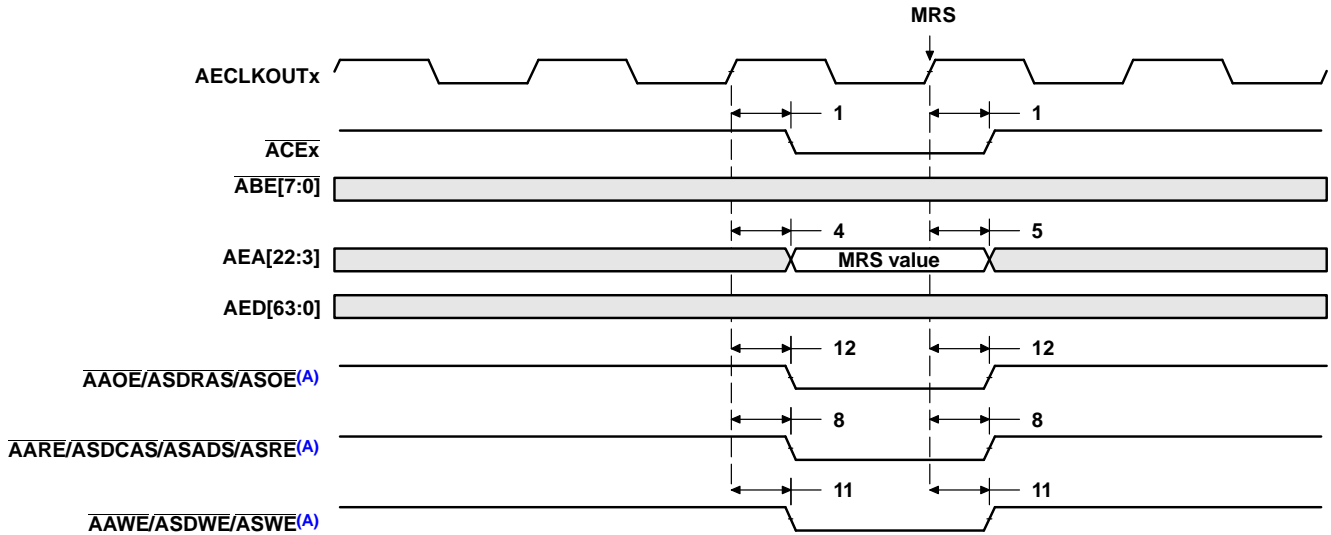 MRS
AECLKOUTx
1 1
ACEx
ABE[7:0]
4 5
AEA[22:3] MRS value
AED[63:0]
12 12
AAOE/ASDRAS/ASOE(A)
8 8
AARE/ASDCAS/ASADS/ASRE(A)
11 11
AAWE/ASDWE/ASWE(A)